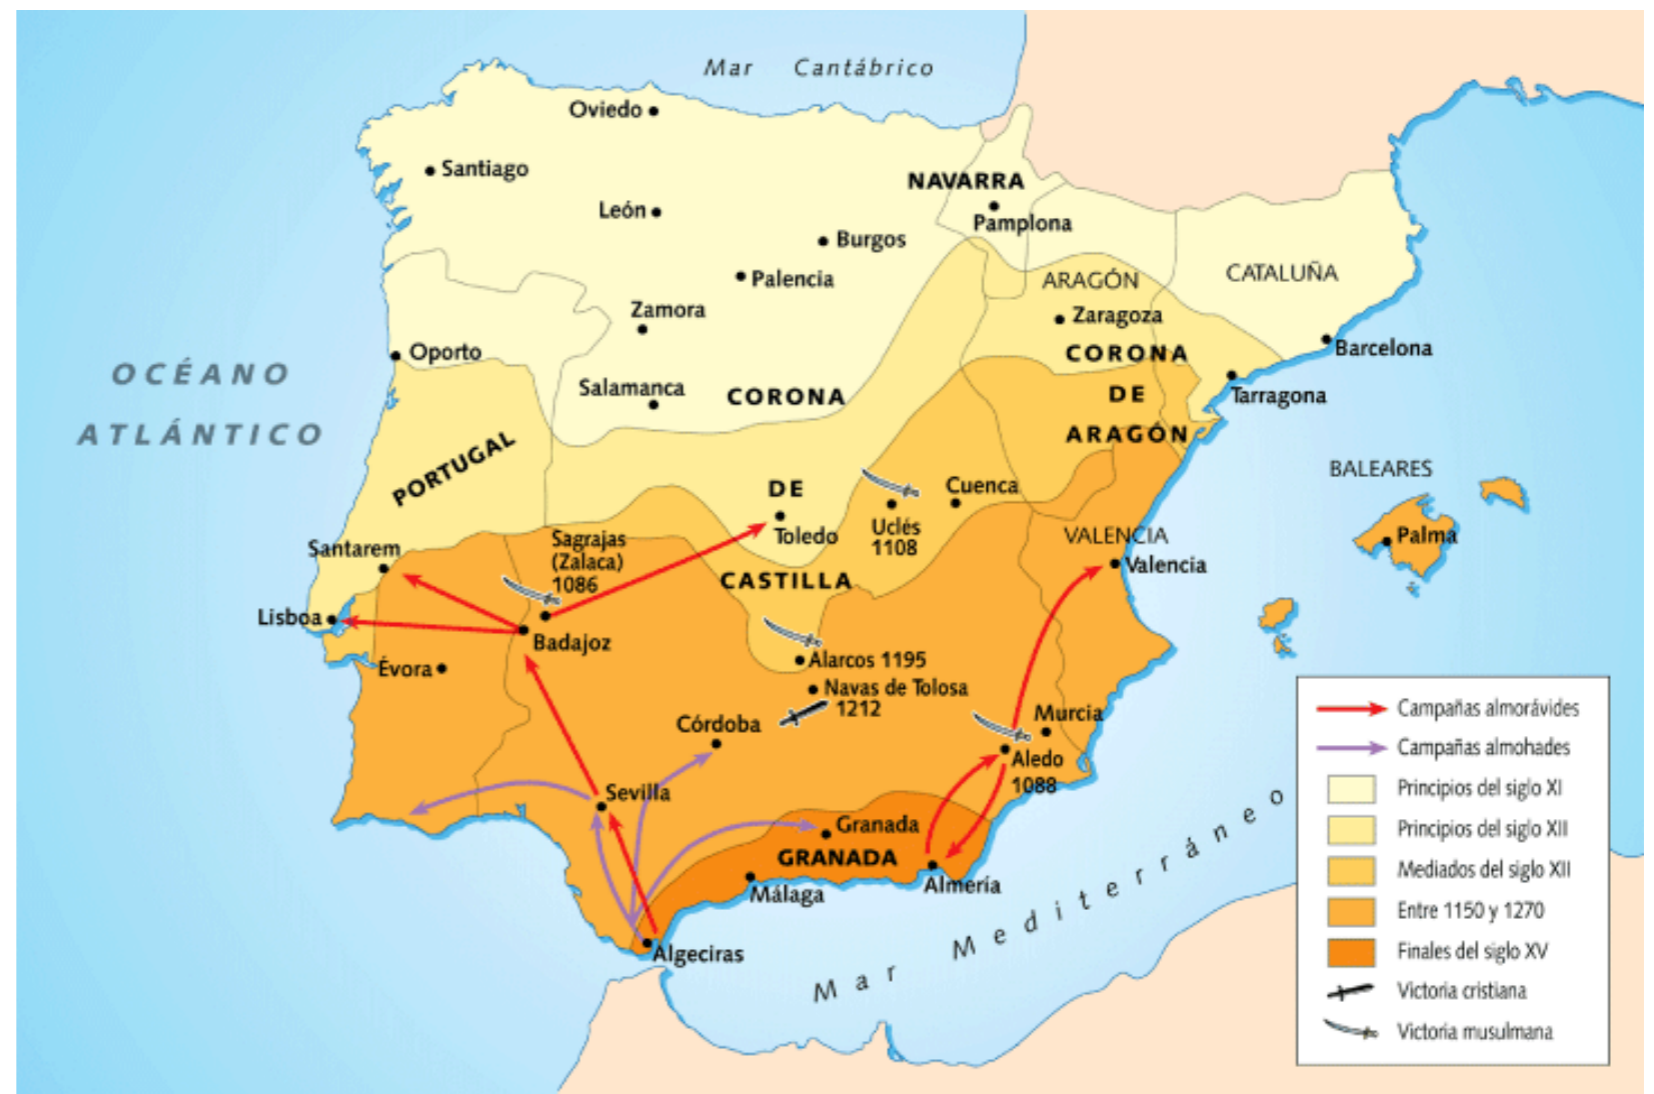 Mar Cantábrico
Oviedo
Santiago
NAVARRA
León
Pamplona
Burgos
ARAGÓN
CATALUÑA
Palencia
Zamora
Zaragoza
Oporto
CORONA
Barcelona
OCÉANO
ATLÁNTICO
Salamanca
CORONA
DE
ARAGÓN
Tarragona
PORTUGAL
BALEARES
DE
Cuenca
Toledo
Uclés
1108
Palma
Santarem
Sagrajas
(Zalaca)
1086
VALENCIA
Valencia
CASTILLA
Lisboa
Badajoz
Évora
Alarcos 1195
Navas de Tolosa
1212
Córdoba
Murcia
Aledo
1088
Sevilla
Granada
GRANADA
Málaga
Almería
Algeciras
Mar Mediterráneo
Campañas almorávides
Campañas almohades
Principios del siglo XI
Principios del siglo XII
Mediados del siglo XII
Entre 1150 y 1270
Finales del siglo XV
Victoria cristiana
Victoria musulmana